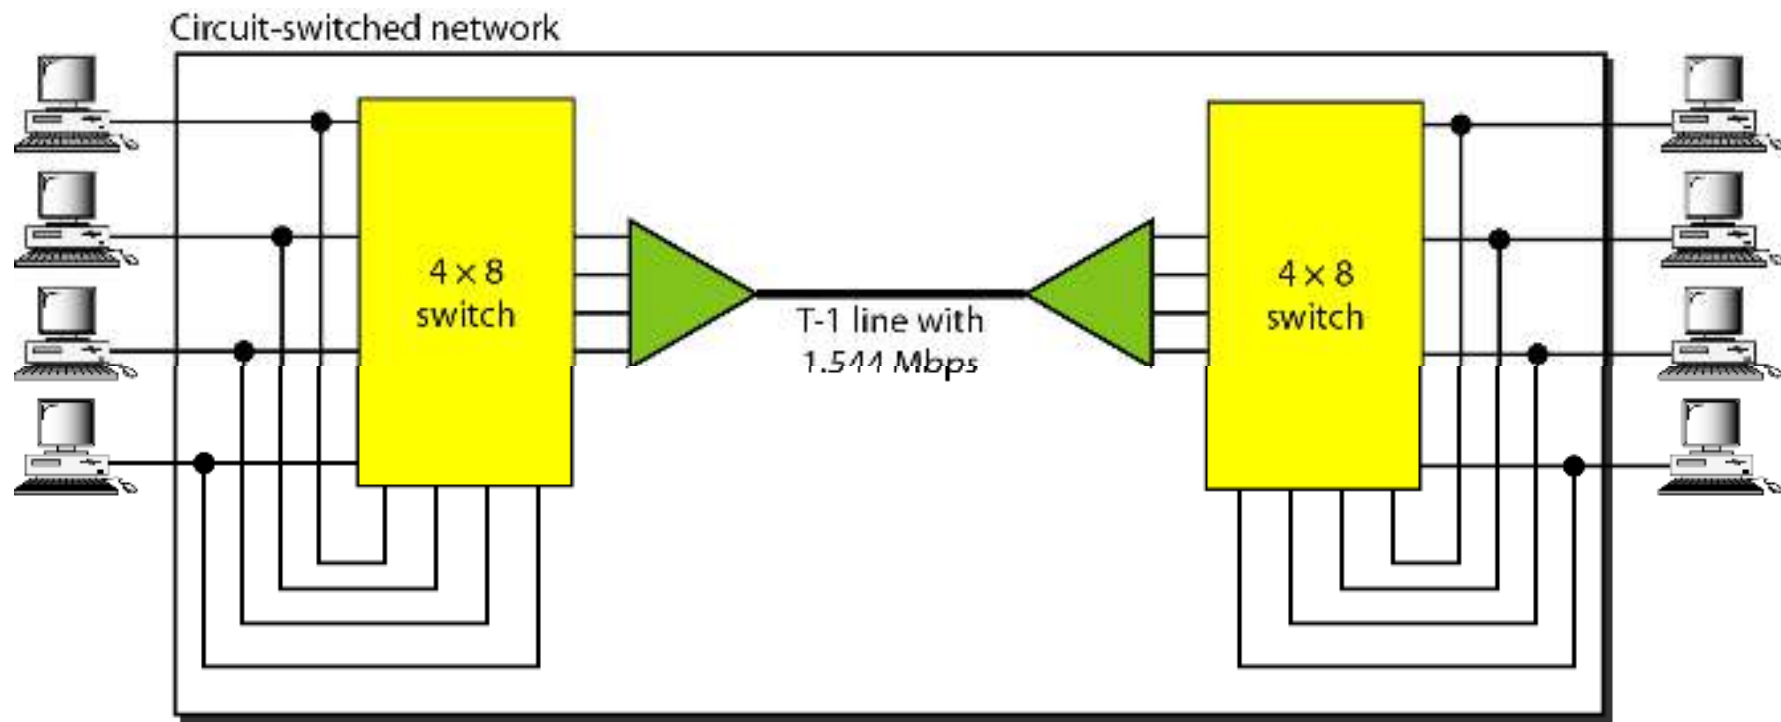 Circuit-switched network
4 × 8
switch
T-1 line with
1.544 Mbps
4 × 8
switch